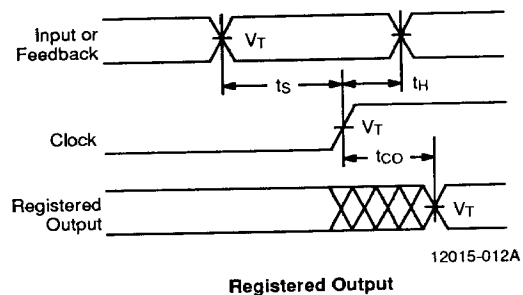 Input or
Feedback
VT
tS
tH
Clock
VT
tCO
Registered
Output
VT
12015-012A
Registered Output